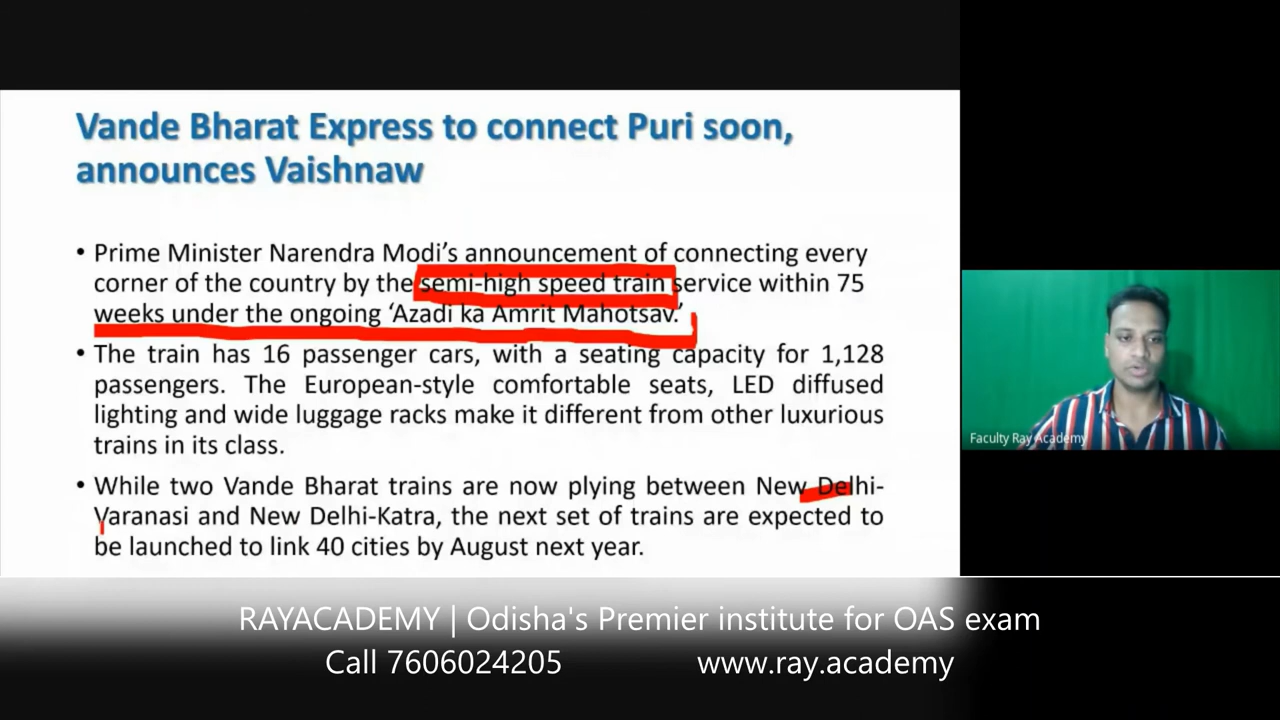 Vande Bharat Express to connect Puri soon,
announces Vaishnaw
• Prime Minister Narendra Modi’s announcement of connecting every
corner of the country by the semi-high speed train service within 75
weeks under the ongoing ‘Azadi ka Amrit Mahotsav.’
• The train has 16 passenger cars, with a seating capacity for 1,128
passengers. The European-style comfortable seats, LED diffused
lighting and wide luggage racks make it different from other luxurious
trains in its class.
• While two Vande Bharat trains are now plying between New Delhi-
Varanasi and New Delhi-Katra, the next set of trains are expected to
be launched to link 40 cities by August next year.
Faculty Ray Academy
RAYACADEMY | Odisha's Premier institute for OAS exam
Call 7606024205 www.ray.academy